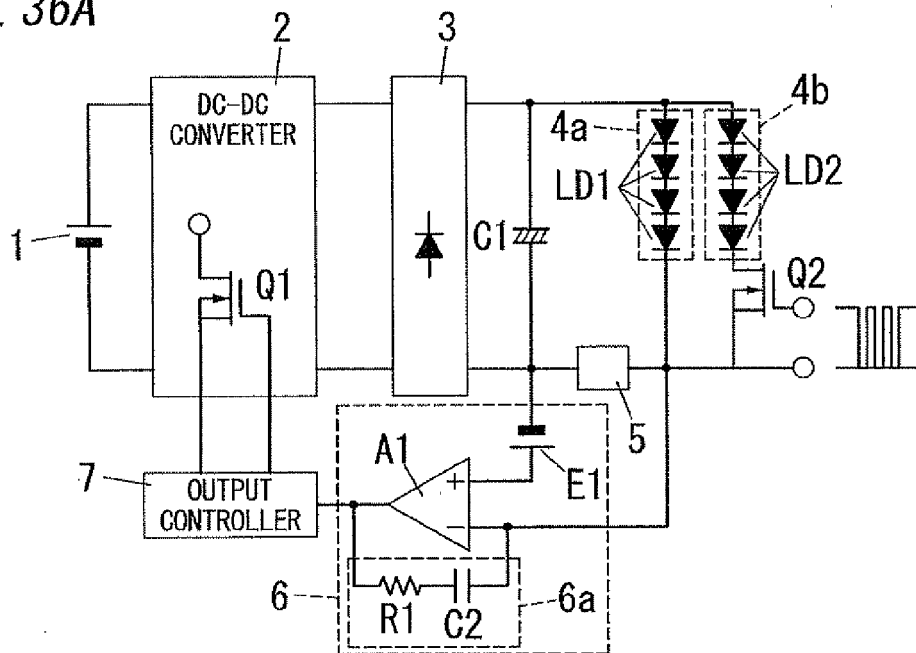 36A
2
3
DC-DC
CONVERTER
4a
4b
LD1
LD2
1
C1
Q1
Q2
5
7
OUTPUT
CONTROLLER
A1
+
−
E1
6
R1
C2
6a